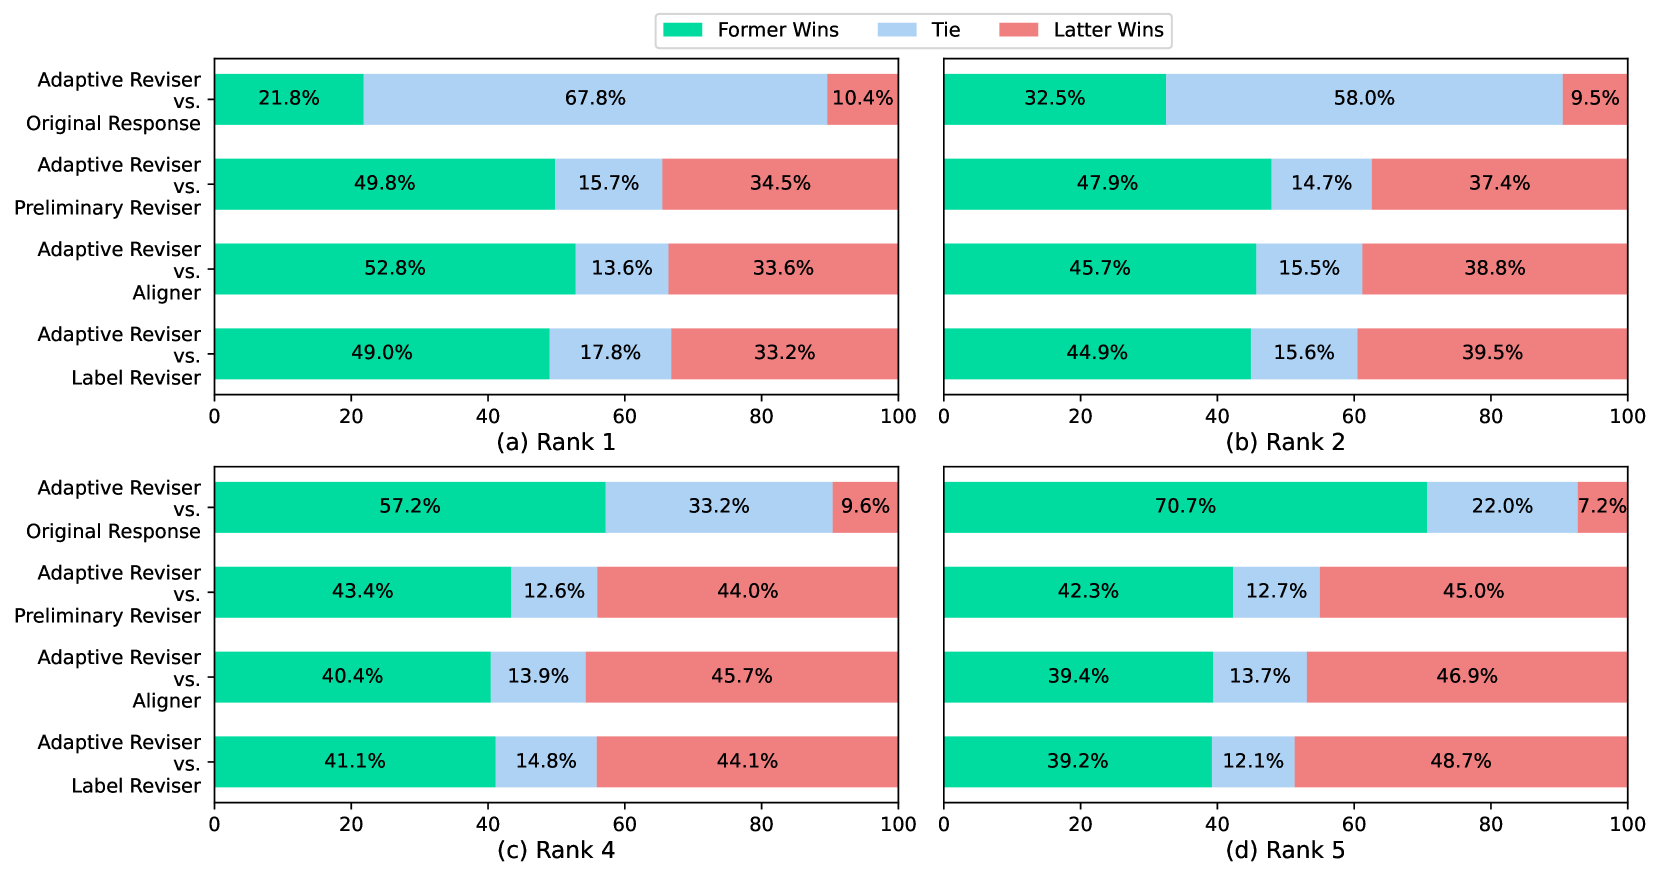 Former Wins Tie Latter Wins
Adaptive Reviser
vs.
Original Response
21.8% 67.8% 10.4%
Adaptive Reviser
vs.
Preliminary Reviser
49.8% 15.7% 34.5%
Adaptive Reviser
vs.
Aligner
52.8% 13.6% 33.6%
Adaptive Reviser
vs.
Label Reviser
49.0% 17.8% 33.2%
0 20 40 60 80 100
(a) Rank 1
32.5% 58.0% 9.5%
47.9% 14.7% 37.4%
45.7% 15.5% 38.8%
44.9% 15.6% 39.5%
0 20 40 60 80 100
(b) Rank 2
Adaptive Reviser
vs.
Original Response
57.2% 33.2% 9.6%
Adaptive Reviser
vs.
Preliminary Reviser
43.4% 12.6% 44.0%
Adaptive Reviser
vs.
Aligner
40.4% 13.9% 45.7%
Adaptive Reviser
vs.
Label Reviser
41.1% 14.8% 44.1%
0 20 40 60 80 100
(c) Rank 4
70.7% 22.0% 7.2%
42.3% 12.7% 45.0%
39.4% 13.7% 46.9%
39.2% 12.1% 48.7%
0 20 40 60 80 100
(d) Rank 5